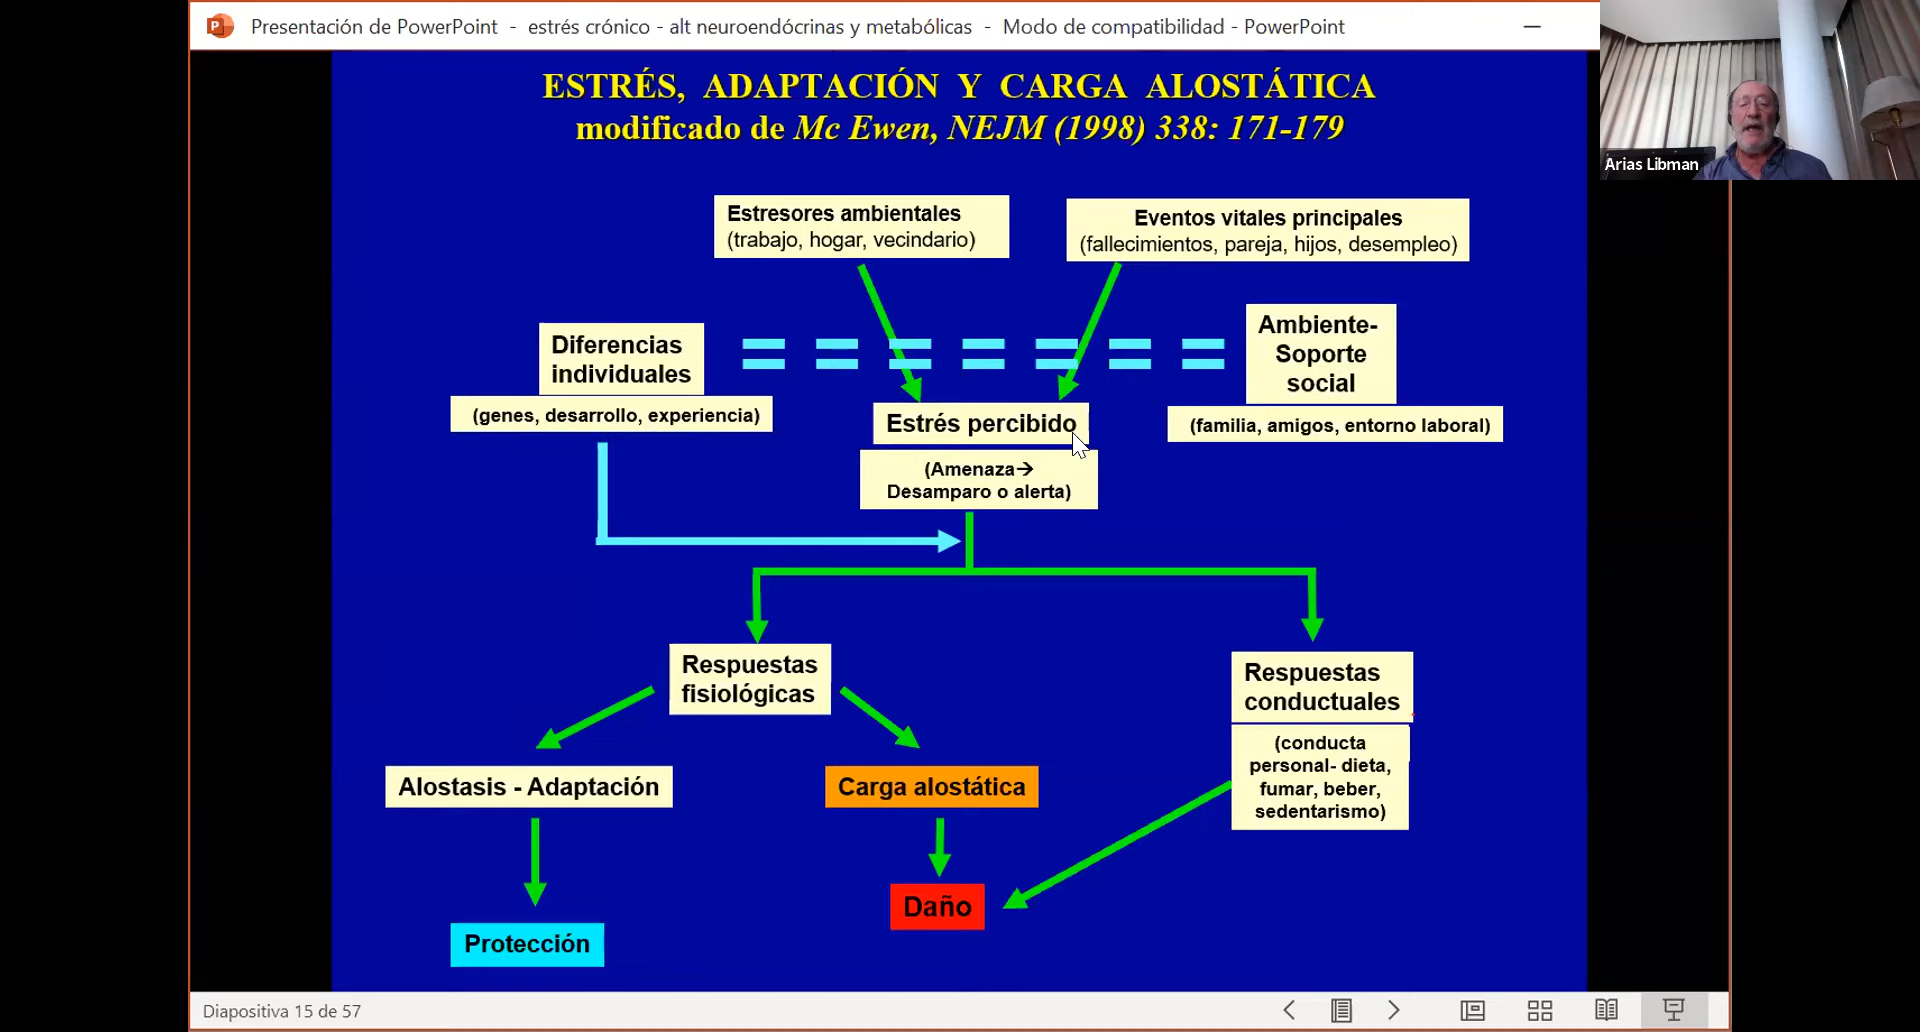 Presentación de PowerPoint - estrés crónico - alt neuroendócrinas y metabólicas - Modo de compatibilidad - PowerPoint
Arias Libman
ESTRÉS, ADAPTACIÓN Y CARGA ALOSTÁTICA
modificado de Mc Ewen, NEJM (1998) 338: 171-179
Estresores ambientales
(trabajo, hogar, vecindario)
Eventos vitales principales
(fallecimientos, pareja, hijos, desempleo)
Diferencias
individuales
(genes, desarrollo, experiencia)
Ambiente-
Soporte
social
(familia, amigos, entorno laboral)
Estrés percibido
(Amenaza→
Desamparo o alerta)
Respuestas
fisiológicas
Respuestas
conductuales
(conducta
personal- dieta,
fumar, beber,
sedentarismo)
Alostasis - Adaptación
Carga alostática
Daño
Protección
Diapositiva 15 de 57